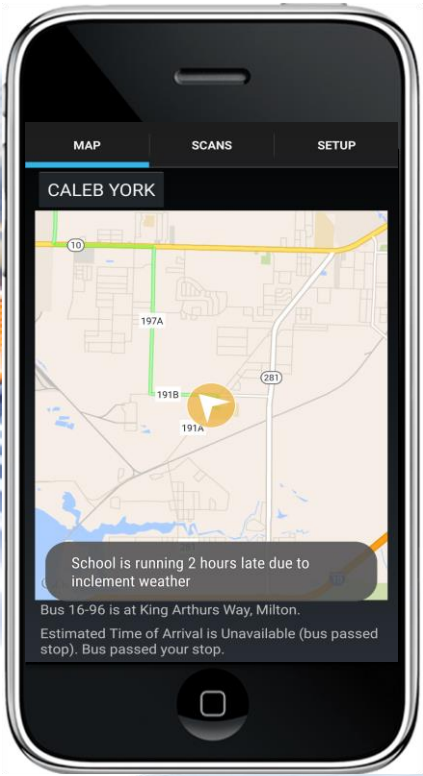 MAP SCANS SETUP
CALEB YORK
10
197A
281
191B
191A
School is running 2 hours late due to
inclement weather
Bus 16-96 is at King Arthurs Way, Milton.
Estimated Time of Arrival is Unavailable (bus passed
stop). Bus passed your stop.